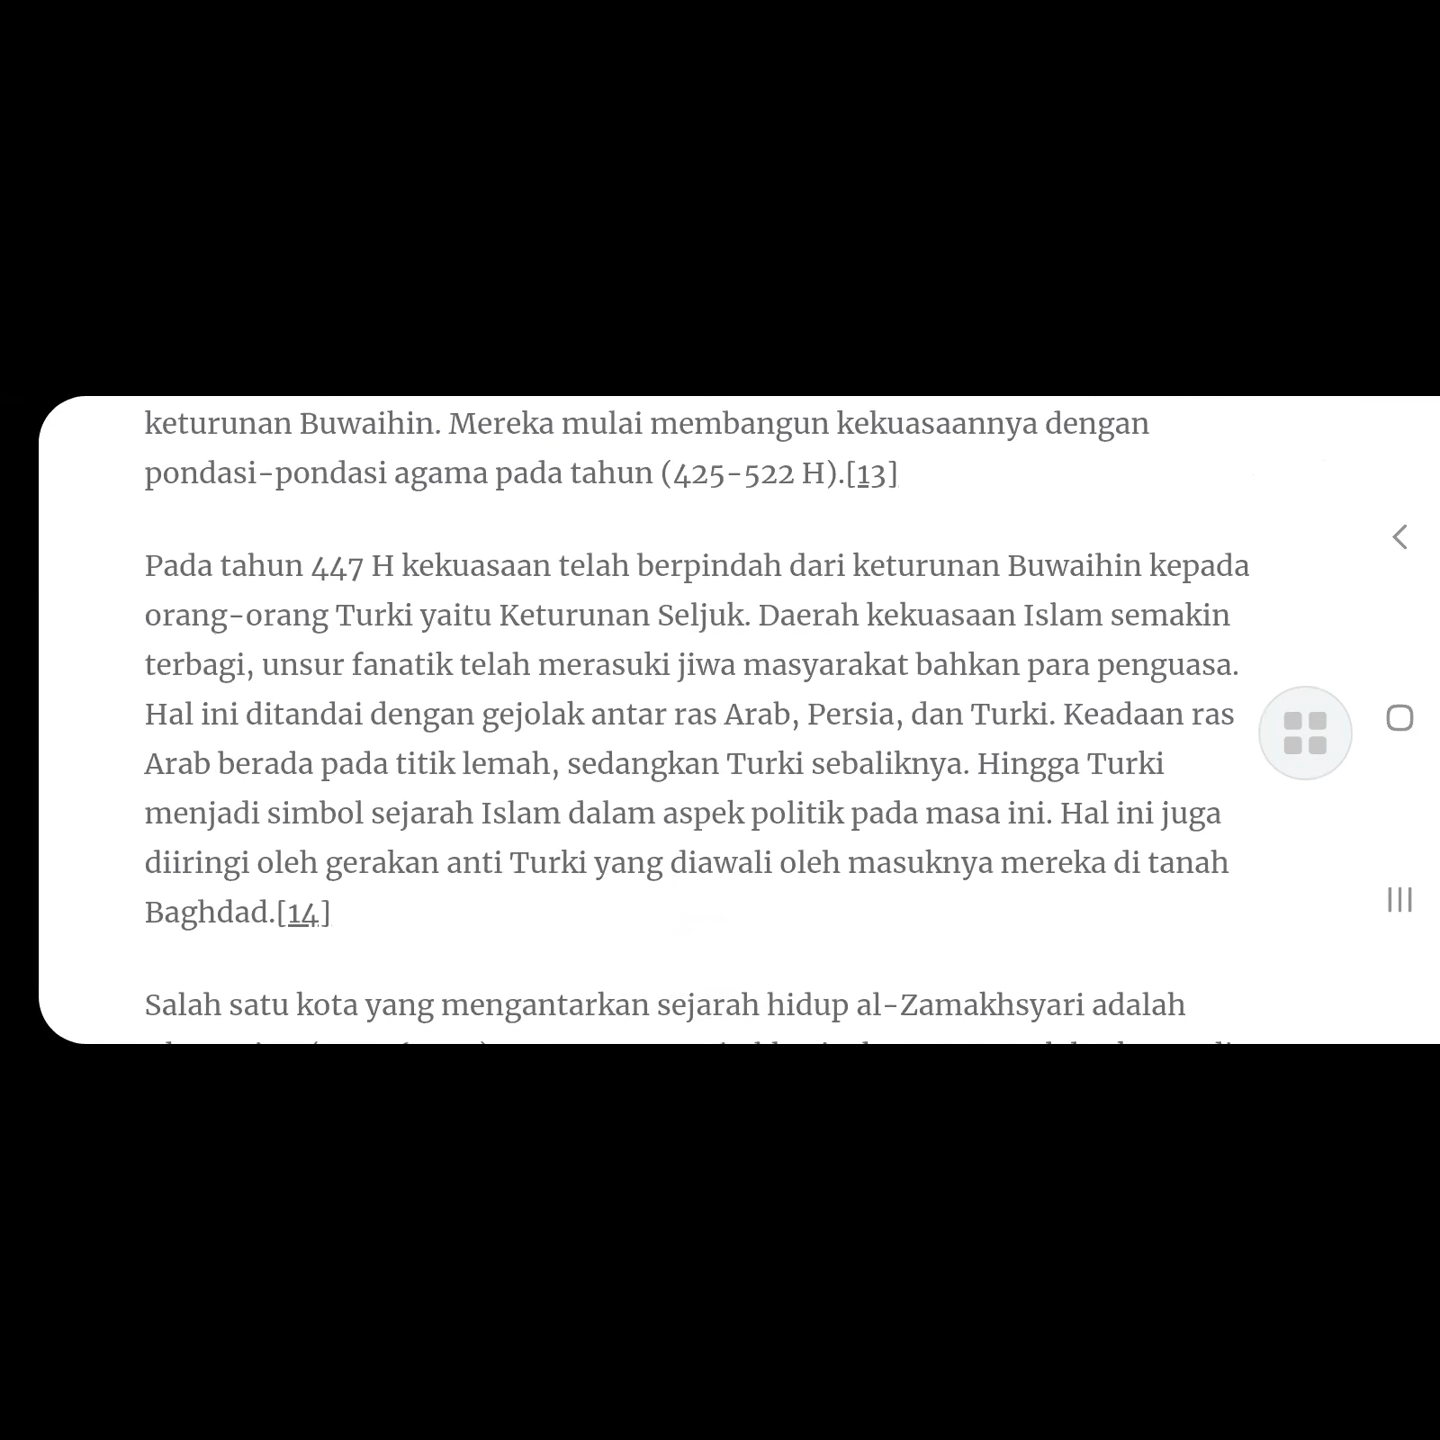 keturunan Buwaihin. Mereka mulai membangun kekuasaannya dengan
pondasi-pondasi agama pada tahun (425-522 H).[13]
Pada tahun 447 H kekuasaan telah berpindah dari keturunan Buwaihin kepada
orang-orang Turki yaitu Keturunan Seljuk. Daerah kekuasaan Islam semakin
terbagi, unsur fanatik telah merasuki jiwa masyarakat bahkan para penguasa.
Hal ini ditandai dengan gejolak antar ras Arab, Persia, dan Turki. Keadaan ras
Arab berada pada titik lemah, sedangkan Turki sebaliknya. Hingga Turki
menjadi simbol sejarah Islam dalam aspek politik pada masa ini. Hal ini juga
diiringi oleh gerakan anti Turki yang diawali oleh masuknya mereka di tanah
Baghdad.[14]
Salah satu kota yang mengantarkan sejarah hidup al-Zamakhsyari adalah